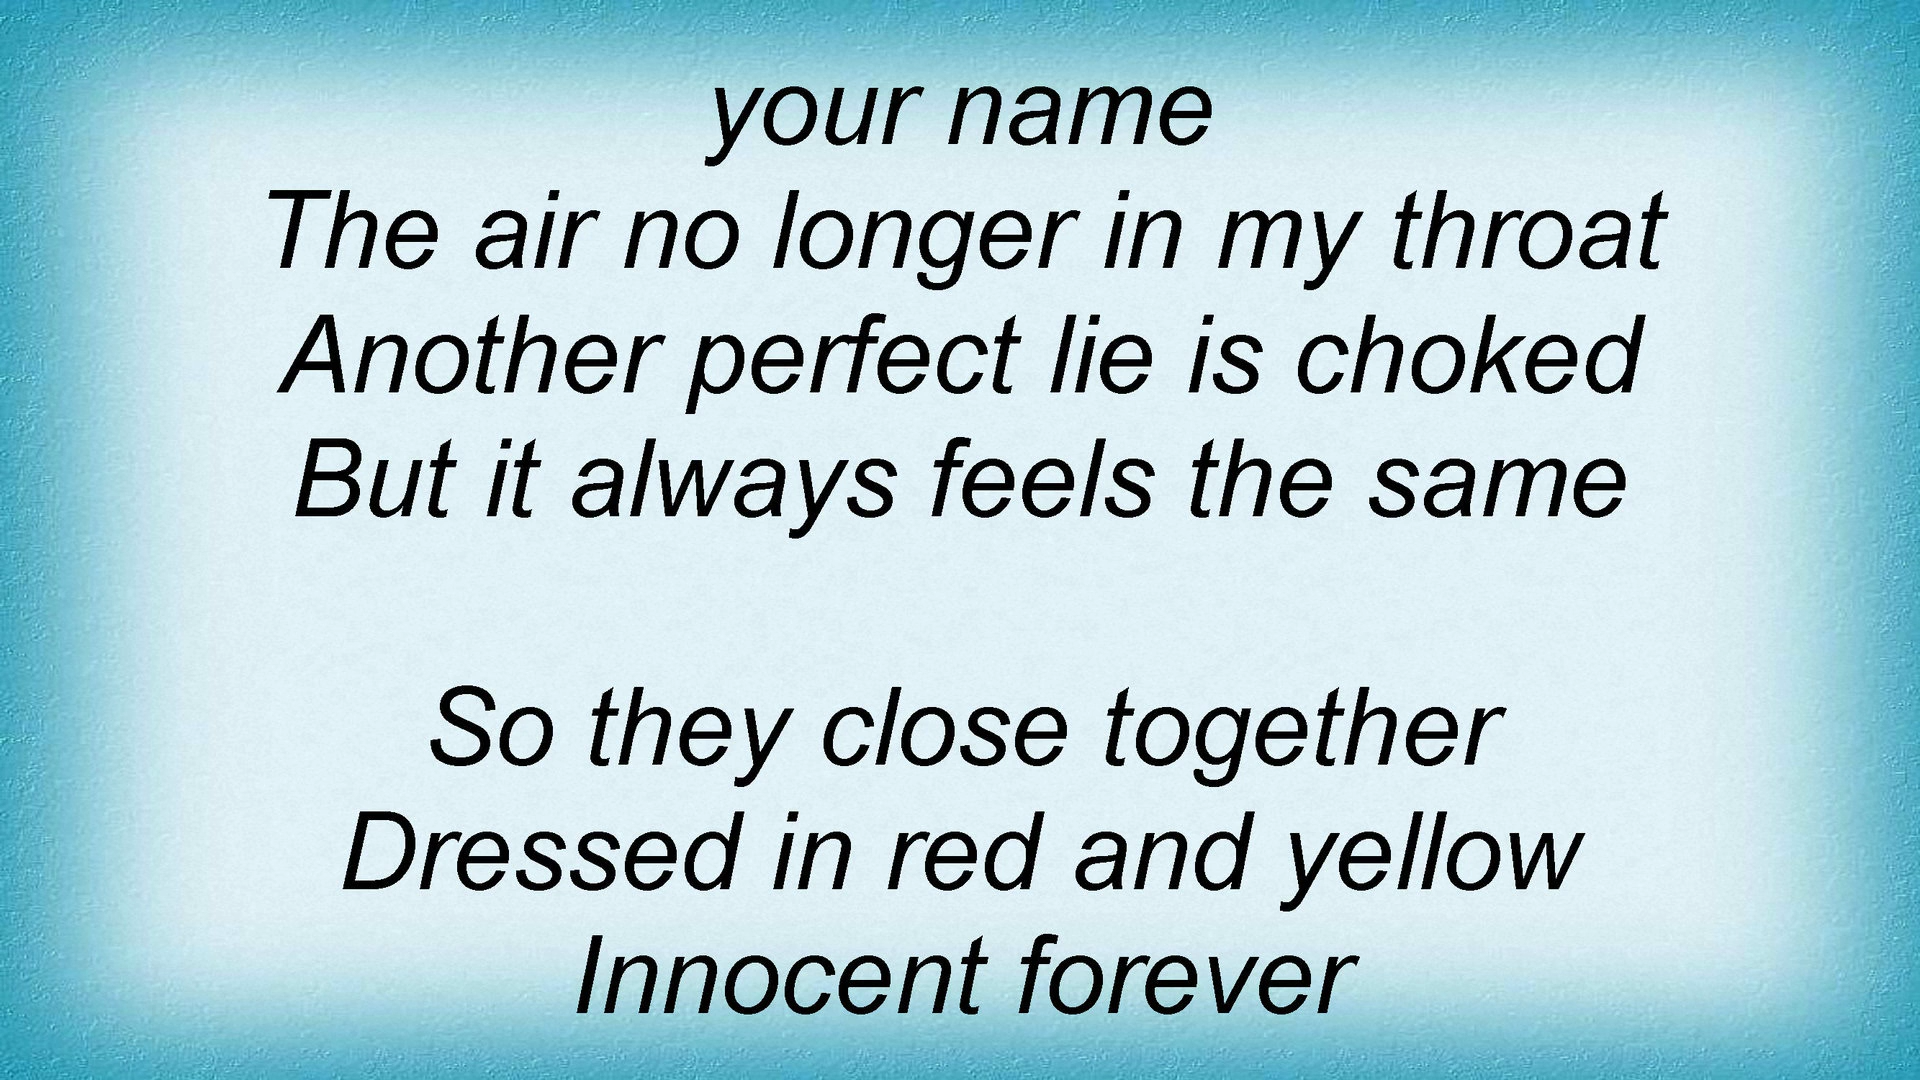 your name
The air no longer in my throat
Another perfect lie is choked
But it always feels the same
So they close together
Dressed in red and yellow
Innocent forever